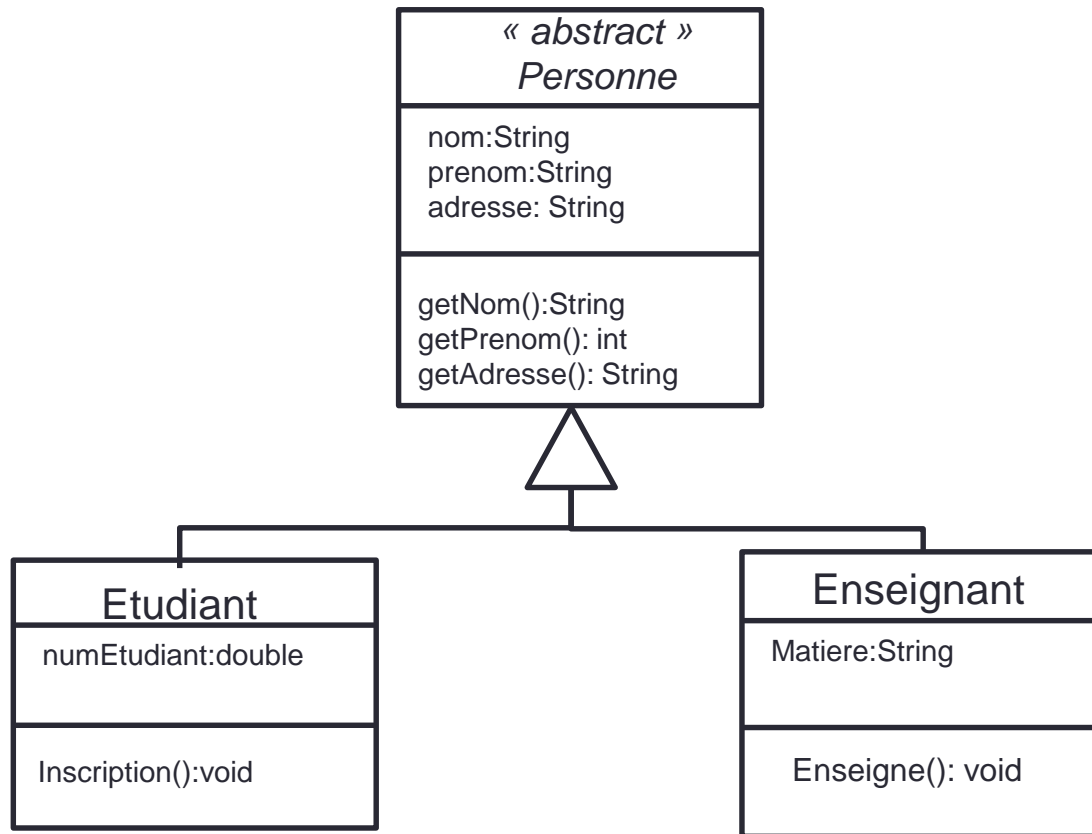 « abstract »
Personne
nom:String
prenom:String
adresse: String
getNom():String
getPrenom(): int
getAdresse(): String
Etudiant
numEtudiant:double
Inscription():void
Enseignant
Matiere:String
Enseigne(): void